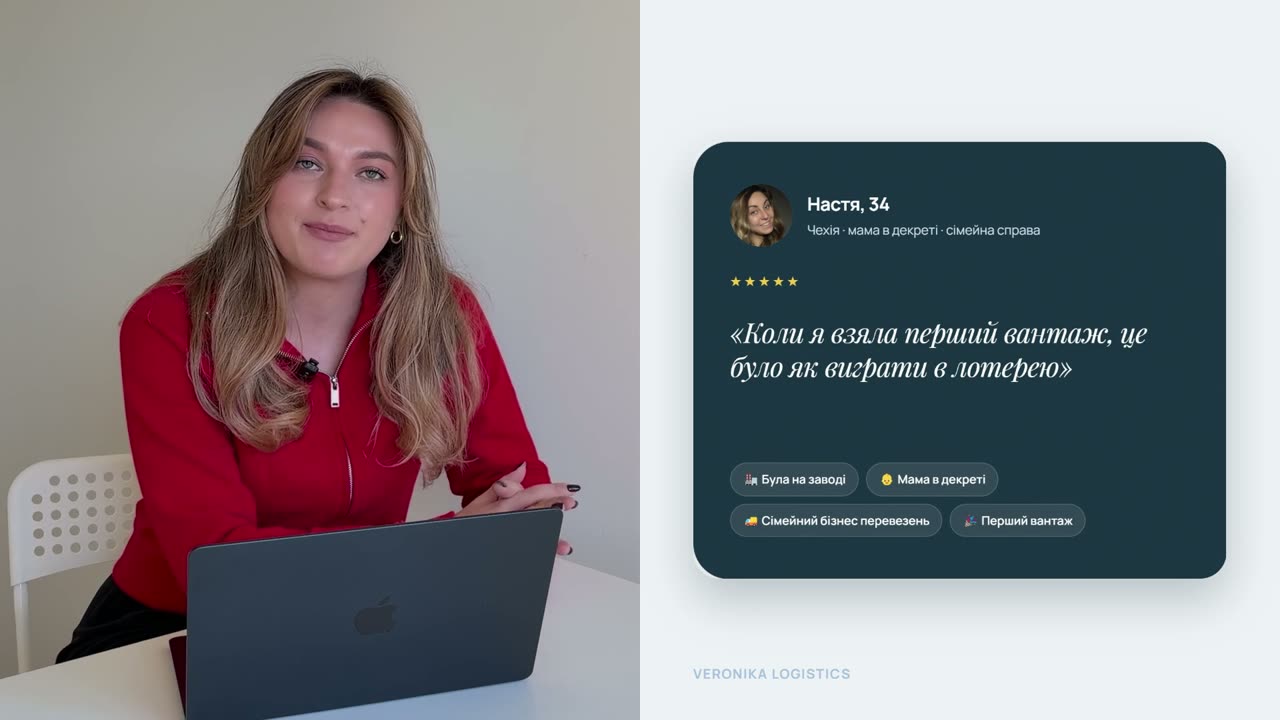 Настя, 34
Чехія · мама в декреті · сімейна справа
«Коли я взяла перший вантаж, це
було як виграти в лотерею»
Була на заводі
Мама в декреті
Сімейний бізнес перевезень
Перший вантаж
VERONIKA LOGISTICS